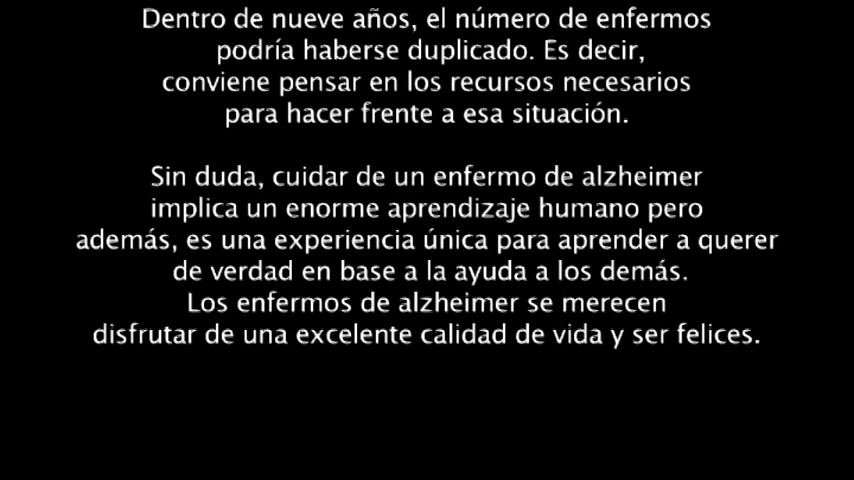 Dentro de nueve años, el número de enfermos
podría haberse duplicado. Es decir,
conviene pensar en los recursos necesarios
para hacer frente a esa situación.
Sin duda, cuidar de un enfermo de alzheimer
implica un enorme aprendizaje humano pero
además, es una experiencia única para aprender a querer
de verdad en base a la ayuda a los demás.
Los enfermos de alzheimer se merecen
disfrutar de una excelente calidad de vida y ser felices.